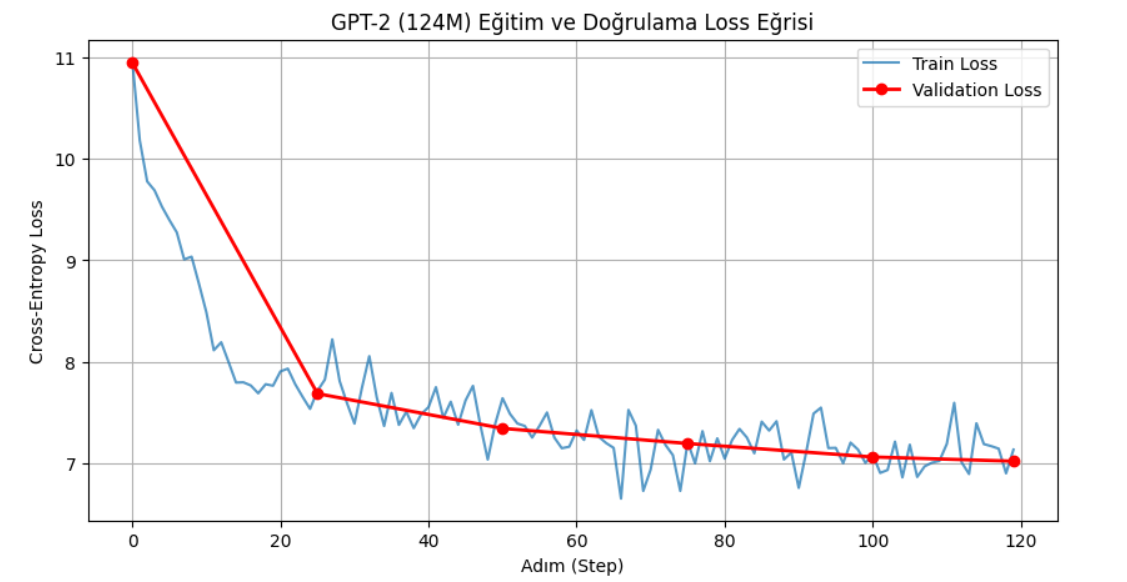 GPT-2 (124M) Eğitim ve Doğrulama Loss Eğrisi
Train Loss
Validation Loss
Cross-Entropy Loss
11
10
9
8
7
0
20
40
60
80
100
120
Adım (Step)